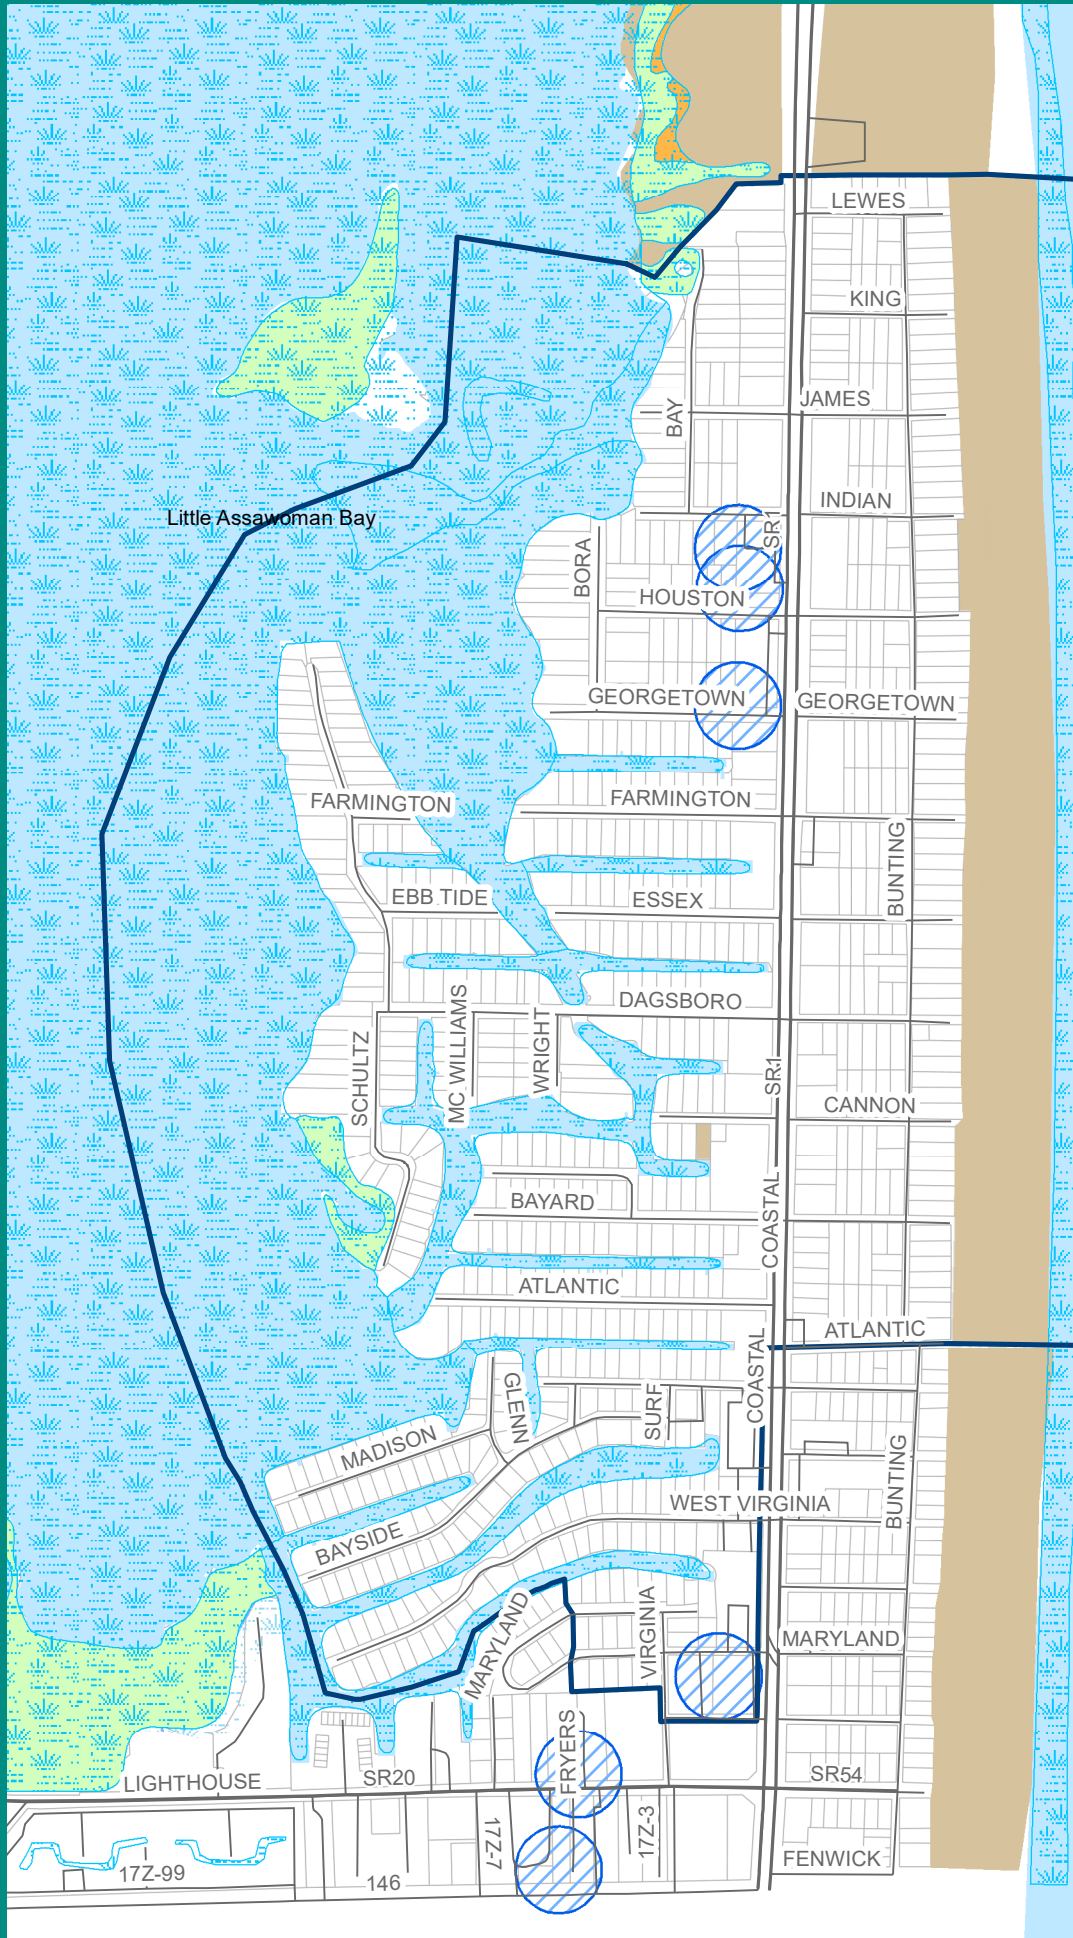 LEWES
KING
JAMES
BAY
INDIAN
Little Assawoman Bay
SR1
BORA
HOUSTON
GEORGETOWN
GEORGETOWN
FARMINGTON
FARMINGTON
BUNTING
EBB TIDE
ESSEX
DAGSBORO
MC WILLIAMS
WRIGHT
SCHULTZ
SR1
CANNON
BAYARD
COASTAL
ATLANTIC
ATLANTIC
COASTAL
GLENN
SURF
MADISON
BUNTING
WEST VIRGINIA
BAYSIDE
MARYLAND
VIRGINIA
MARYLAND
FRYERS
LIGHTHOUSE
SR20
SR54
17Z-7
17Z-3
FENWICK
17Z-99
146